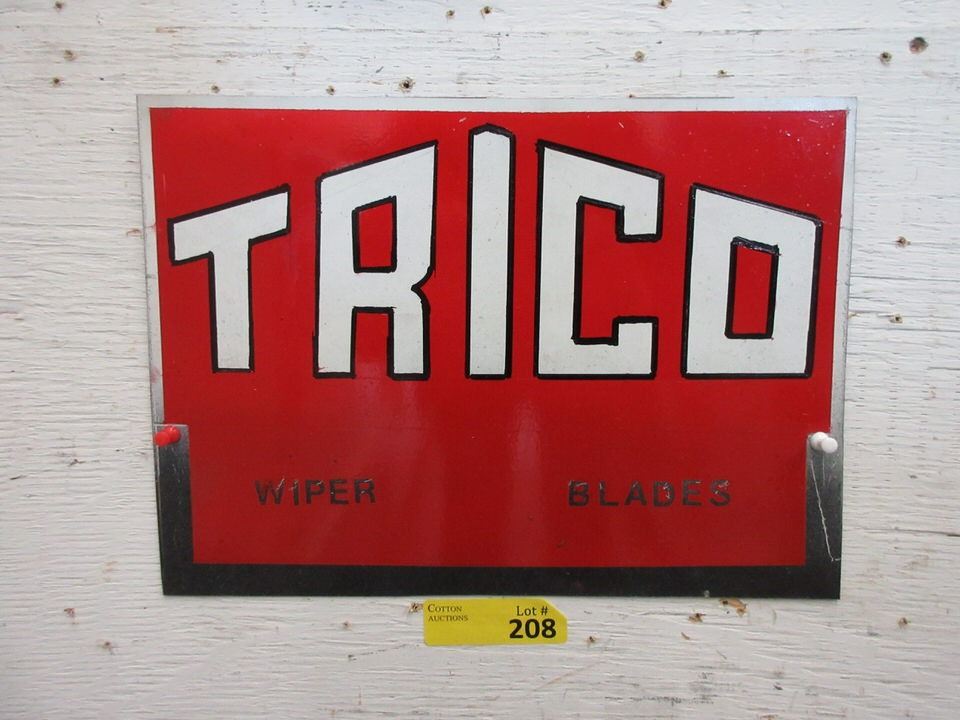 TRICO
WIPER BLADES
COTTON AUCTIONS Lot #
208